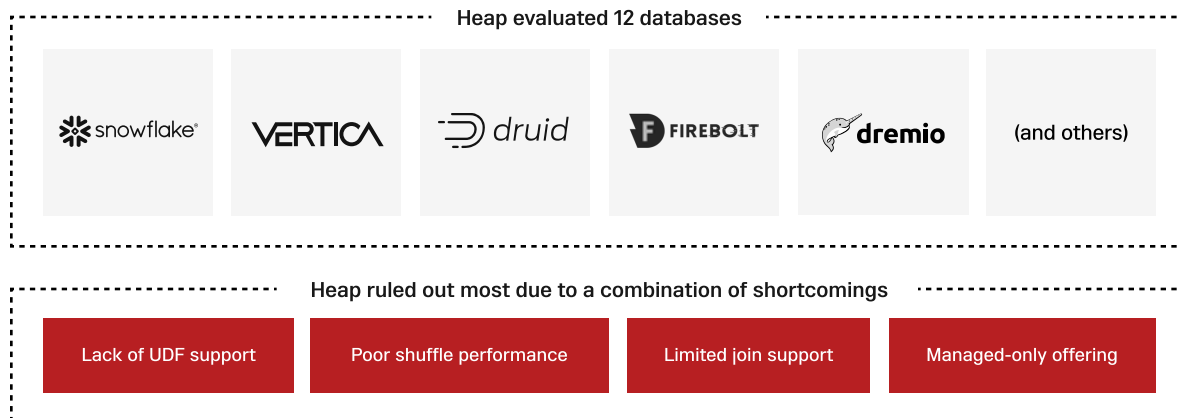 Heap evaluated 12 databases
snowflake®
VERTICA
druid
FIREBOLT
dremio
(and others)
Heap ruled out most due to a combination of shortcomings
Lack of UDF support
Poor shuffle performance
Limited join support
Managed-only offering